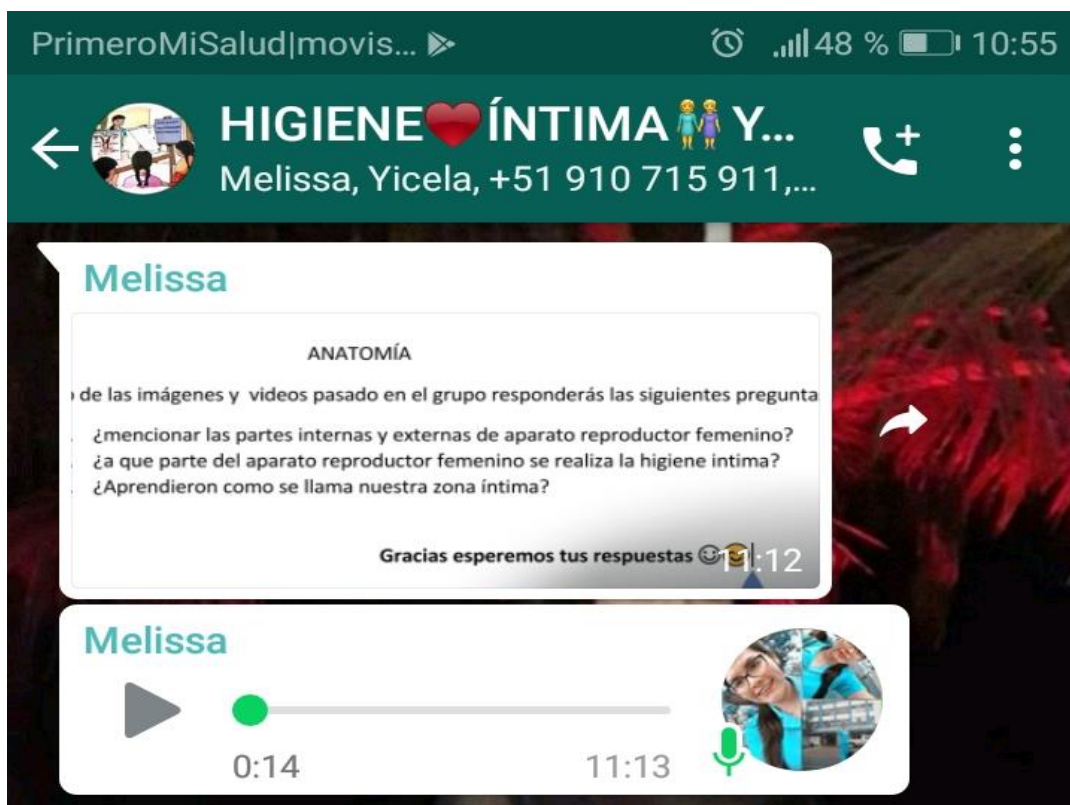 PrimeroMiSalud|movis... 48 % 10:55
HIGIENE❤️ÍNTIMA👭Y...
Melissa, Yicela, +51 910 715 911,...
Melissa
ANATOMÍA
de las imágenes y videos pasado en el grupo responderás las siguientes pregunta
¿mencionar las partes internas y externas de aparato reproductor femenino?
¿a que parte del aparato reproductor femenino se realiza la higiene intima?
¿Aprendieron como se llama nuestra zona íntima?
Gracias esperemos tus respuestas ☺😊
11:12
Melissa
0:14 11:13